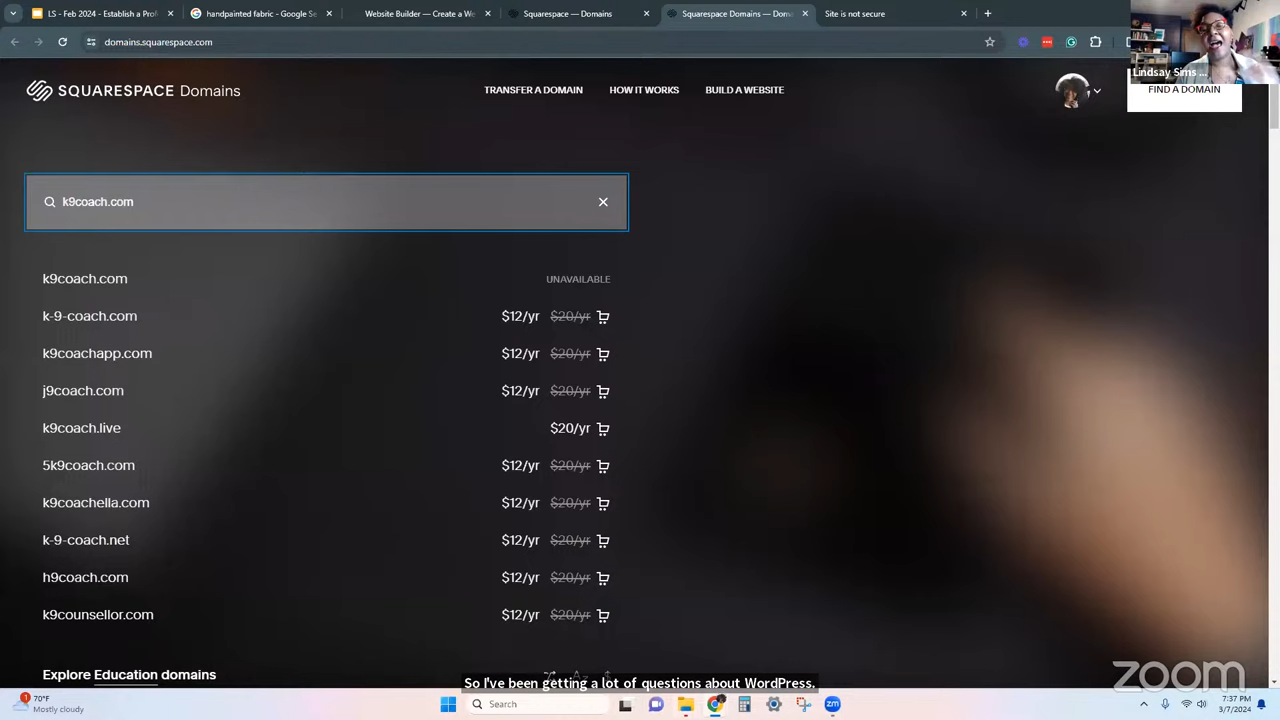 LS - Feb 2024 - Establish a Prof
handpainted fabric - Google Se
Website Builder — Create a We
Squarespace — Domains
Squarespace Domains — Dom
Site is not secure
domains.squarespace.com
Lindsay Sims ...
SQUARESPACE Domains
TRANSFER A DOMAIN
HOW IT WORKS
BUILD A WEBSITE
FIND A DOMAIN
k9coach.com
k9coach.com UNAVAILABLE
k-9-coach.com $12/yr $20/yr
k9coachapp.com $12/yr $20/yr
j9coach.com $12/yr $20/yr
k9coach.live $20/yr
5k9coach.com $12/yr $20/yr
k9coachella.com $12/yr $20/yr
k-9-coach.net $12/yr $20/yr
h9coach.com $12/yr $20/yr
k9counsellor.com $12/yr $20/yr
Explore Education domains
zoom
So I've been getting a lot of questions about WordPress.
1
70°F
Mostly cloudy
Search
zm
7:37 PM
3/7/2024